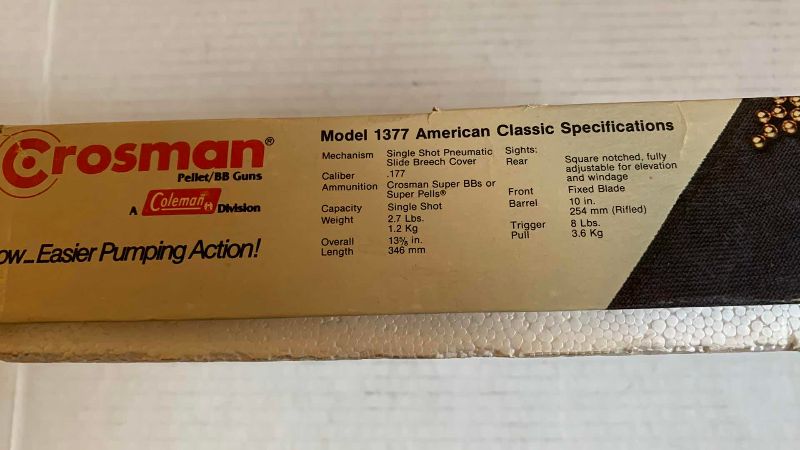 Crosman®
Pellet/BB Guns
A Coleman Division
ow... Easier Pumping Action!
Model 1377 American Classic Specifications
Mechanism Single Shot Pneumatic
Slide Breech Cover
Caliber .177
Ammunition Crosman Super BBs or
Super Pells®
Capacity Single Shot
Weight 2.7 Lbs.
1.2 Kg
Overall 13⅝ in.
Length 346 mm
Sights:
Rear Square notched, fully
adjustable for elevation
and windage
Front Fixed Blade
Barrel 10 in.
254 mm (Rifled)
Trigger 8 Lbs.
Pull 3.6 Kg